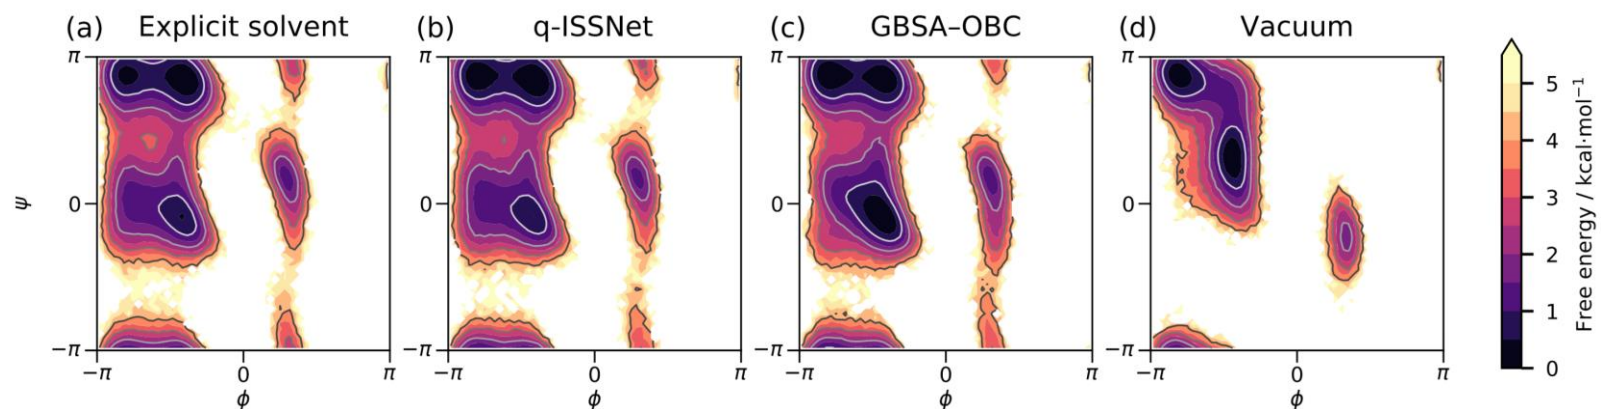 (a) Explicit solvent
(b) q-ISSNet
(c) GBSA–OBC
(d) Vacuum
π
0
−π
ψ
−π 0 π
ϕ
π
0
−π
−π 0 π
ϕ
π
0
−π
−π 0 π
ϕ
π
0
−π
−π 0 π
ϕ
5
4
3
2
1
0
Free energy / kcal·mol⁻¹